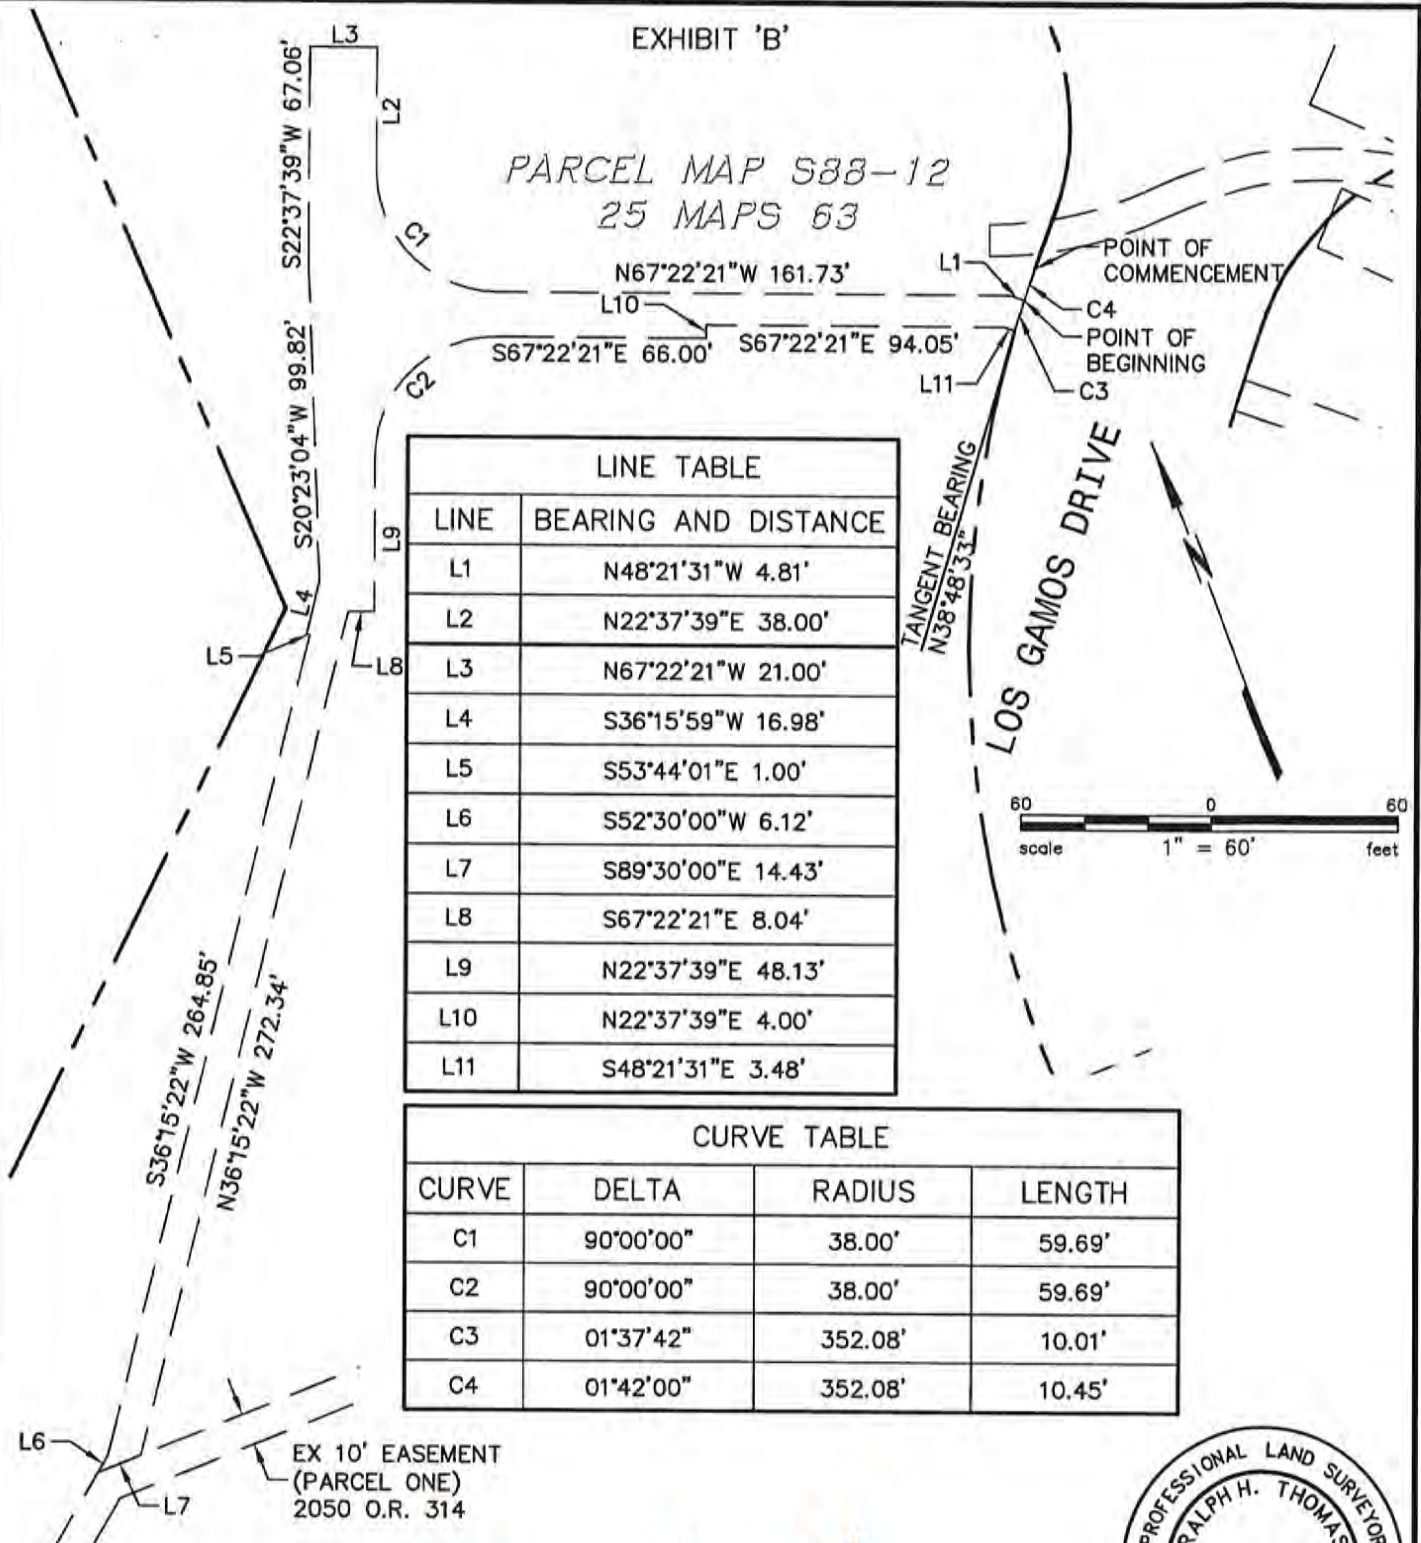 EXHIBIT 'B'
L3
S22°37'39"W 67.06'
L2
PARCEL MAP S88-12
25 MAPS 63
C1
N67°22'21"W 161.73'
L1
POINT OF
COMMENCEMENT
L10
C4
POINT OF
BEGINNING
S67°22'21"E 66.00'
S67°22'21"E 94.05'
L11
C3
C2
S20°23'04"W 99.82'
L9
L4
L5
L8
TANGENT BEARING
N38°48'33"
LOS GAMOS DRIVE
60 0 60
scale 1" = 60' feet
LINE TABLE
LINE BEARING AND DISTANCE
L1 N48°21'31"W 4.81'
L2 N22°37'39"E 38.00'
L3 N67°22'21"W 21.00'
L4 S36°15'59"W 16.98'
L5 S53°44'01"E 1.00'
L6 S52°30'00"W 6.12'
L7 S89°30'00"E 14.43'
L8 S67°22'21"E 8.04'
L9 N22°37'39"E 48.13'
L10 N22°37'39"E 4.00'
L11 S48°21'31"E 3.48'
S36°15'22"W 264.85'
N36°15'22"W 272.34'
CURVE TABLE
CURVE DELTA RADIUS LENGTH
C1 90°00'00" 38.00' 59.69'
C2 90°00'00" 38.00' 59.69'
C3 01°37'42" 352.08' 10.01'
C4 01°42'00" 352.08' 10.45'
L6
L7
EX 10' EASEMENT
(PARCEL ONE)
2050 O.R. 314
PROFESSIONAL LAND SURVEYOR
RALPH H. THOMAS